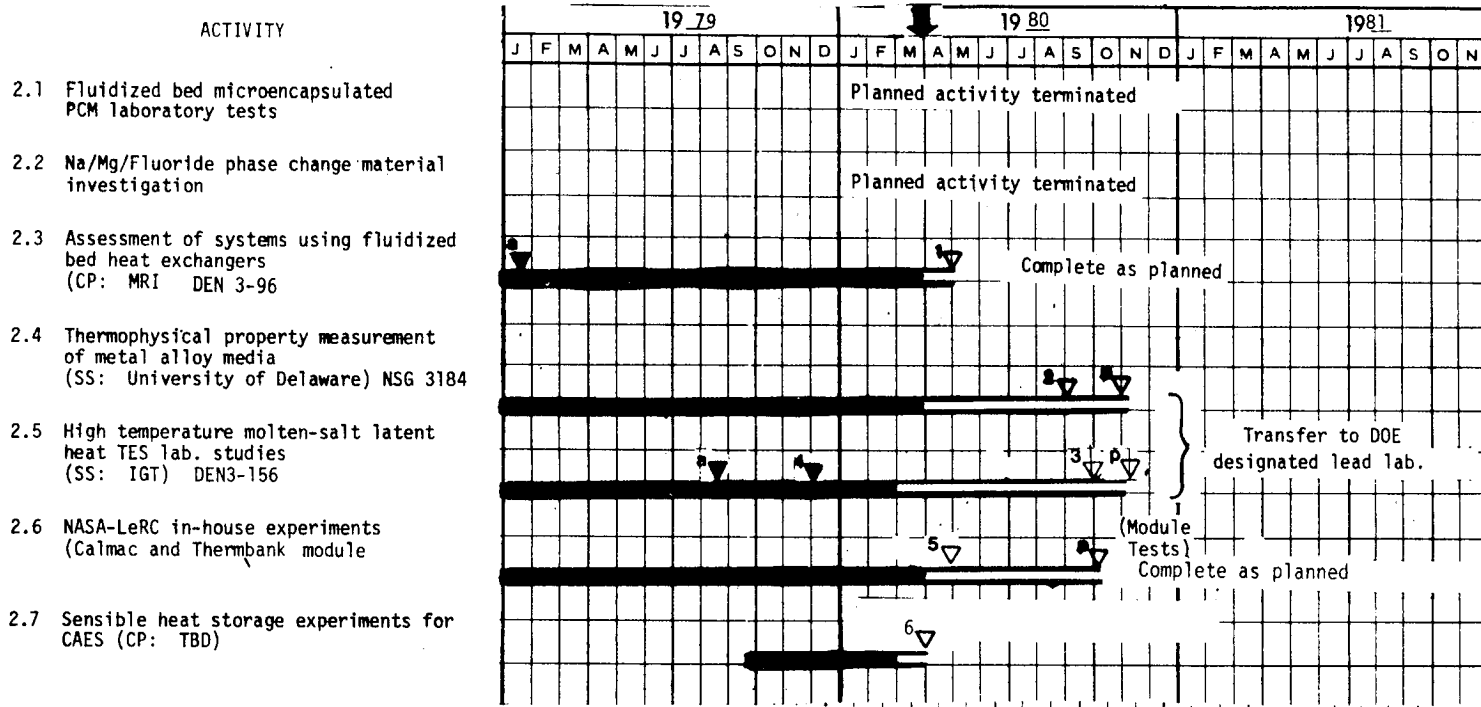 ACTIVITY
1979 1980 1981
J F M A M J J A S O N D J F M A M J J A S O N D J F M A M J J A S O N
2.1 Fluidized bed microencapsulated
PCM laboratory tests
Planned activity terminated
2.2 Na/Mg/Fluoride phase change material
investigation
Planned activity terminated
2.3 Assessment of systems using fluidized
bed heat exchangers
(CP: MRI DEN 3-96
1
Complete as planned
2.4 Thermophysical property measurement
of metal alloy media
(SS: University of Delaware) NSG 3184
2
2.5 High temperature molten-salt latent
heat TES lab. studies
(SS: IGT) DEN3-156
4 3 p
Transfer to DOE
designated lead lab.
2.6 NASA-LeRC in-house experiments
(Calmac and Thermbank module
5
(Module
Tests)
Complete as planned
2.7 Sensible heat storage experiments for
CAES (CP: TBD)
6